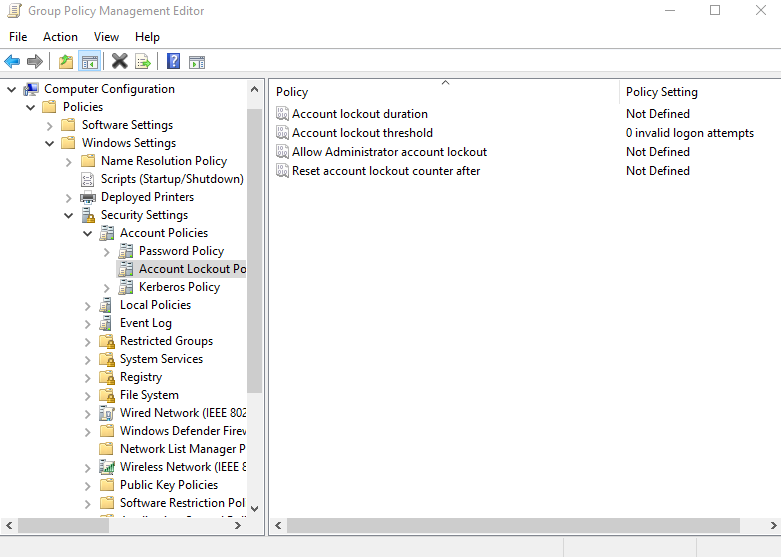 Group Policy Management Editor
File Action View Help
Computer Configuration
Policies
Software Settings
Windows Settings
Name Resolution Policy
Scripts (Startup/Shutdown)
Deployed Printers
Security Settings
Account Policies
Password Policy
Account Lockout Po
Kerberos Policy
Local Policies
Event Log
Restricted Groups
System Services
Registry
File System
Wired Network (IEEE 802
Windows Defender Firew
Network List Manager P
Wireless Network (IEEE 8
Public Key Policies
Software Restriction Pol
Policy Policy Setting
Account lockout duration Not Defined
Account lockout threshold 0 invalid logon attempts
Allow Administrator account lockout Not Defined
Reset account lockout counter after Not Defined